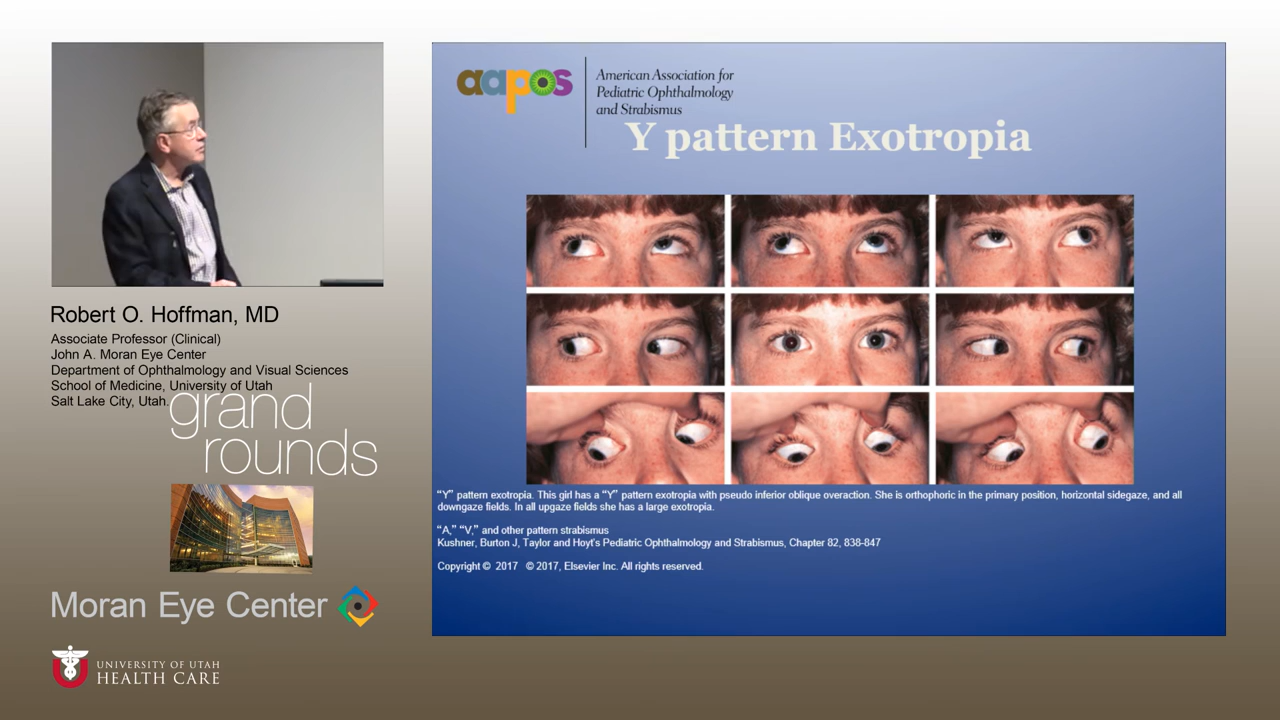 aapos
American Association for
Pediatric Ophthalmology
and Strabismus
Y pattern Exotropia
Robert O. Hoffman, MD
Associate Professor (Clinical)
John A. Moran Eye Center
Department of Ophthalmology and Visual Sciences
School of Medicine, University of Utah
Salt Lake City, Utah.
grand
rounds
Moran Eye Center
U
UNIVERSITY OF UTAH
HEALTH CARE
“Y” pattern exotropia. This girl has a “Y” pattern exotropia with pseudo inferior oblique overaction. She is orthophoric in the primary position, horizontal sidegaze, and all
downgaze fields. In all upgaze fields she has a large exotropia.
“A,” “V,” and other pattern strabismus
Kushner, Burton J, Taylor and Hoyt's Pediatric Ophthalmology and Strabismus, Chapter 82, 838-847
Copyright © 2017 © 2017, Elsevier Inc. All rights reserved.